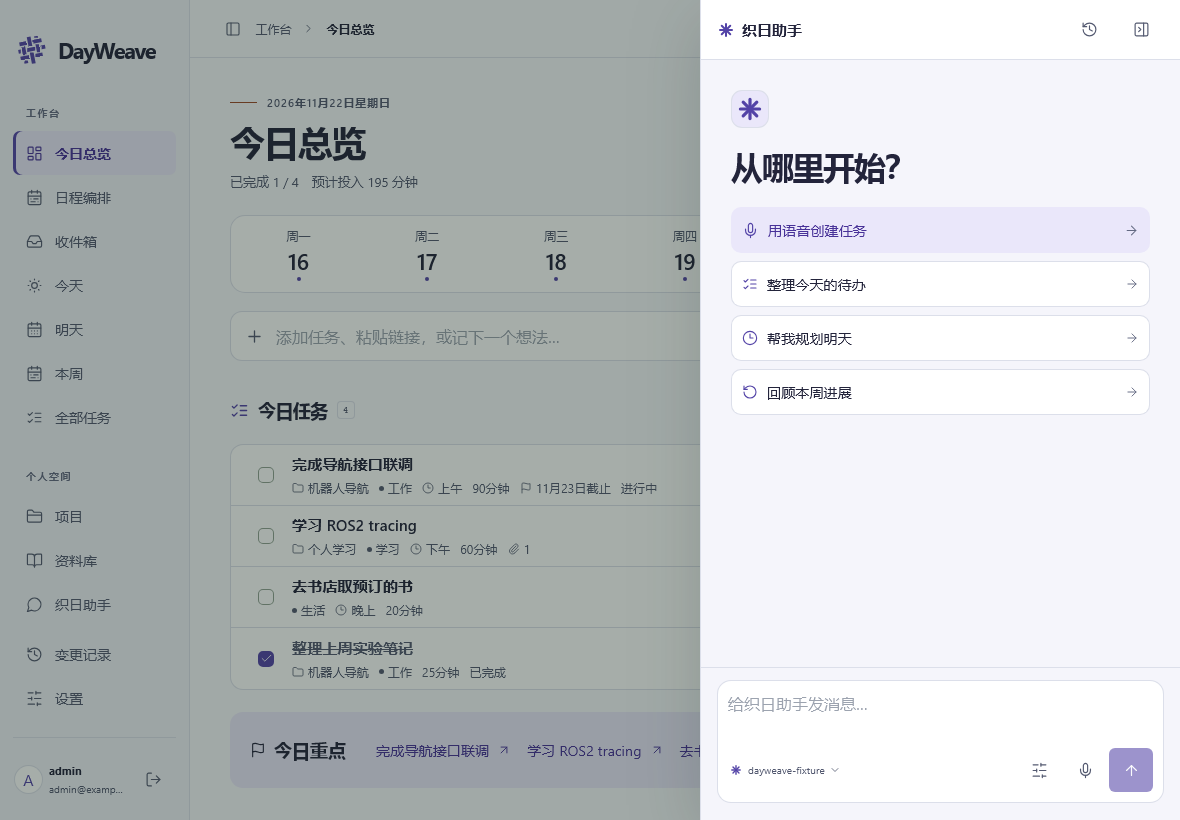 DayWeave
工作台
今日总览
日程编排
收件箱
今天
明天
本周
全部任务
个人空间
项目
资料库
织日助手
变更记录
设置
A
admin
admin@examp...
工作台
今日总览
2026年11月22日星期日
今日总览
已完成 1 / 4 预计投入 195 分钟
周一 周二 周三 周四
16 17 18 19
添加任务、粘贴链接，或记下一个想法...
今日任务 4
完成导航接口联调
机器人导航 • 工作 上午 90分钟 11月23日截止 进行中
学习 ROS2 tracing
个人学习 • 学习 下午 60分钟 1
去书店取预订的书
• 生活 晚上 20分钟
整理上周实验笔记
机器人导航 • 工作 25分钟 已完成
今日重点 完成导航接口联调 学习 ROS2 tracing 去
织日助手
从哪里开始？
用语音创建任务
整理今天的待办
帮我规划明天
回顾本周进展
给织日助手发消息...
dayweave-fixture